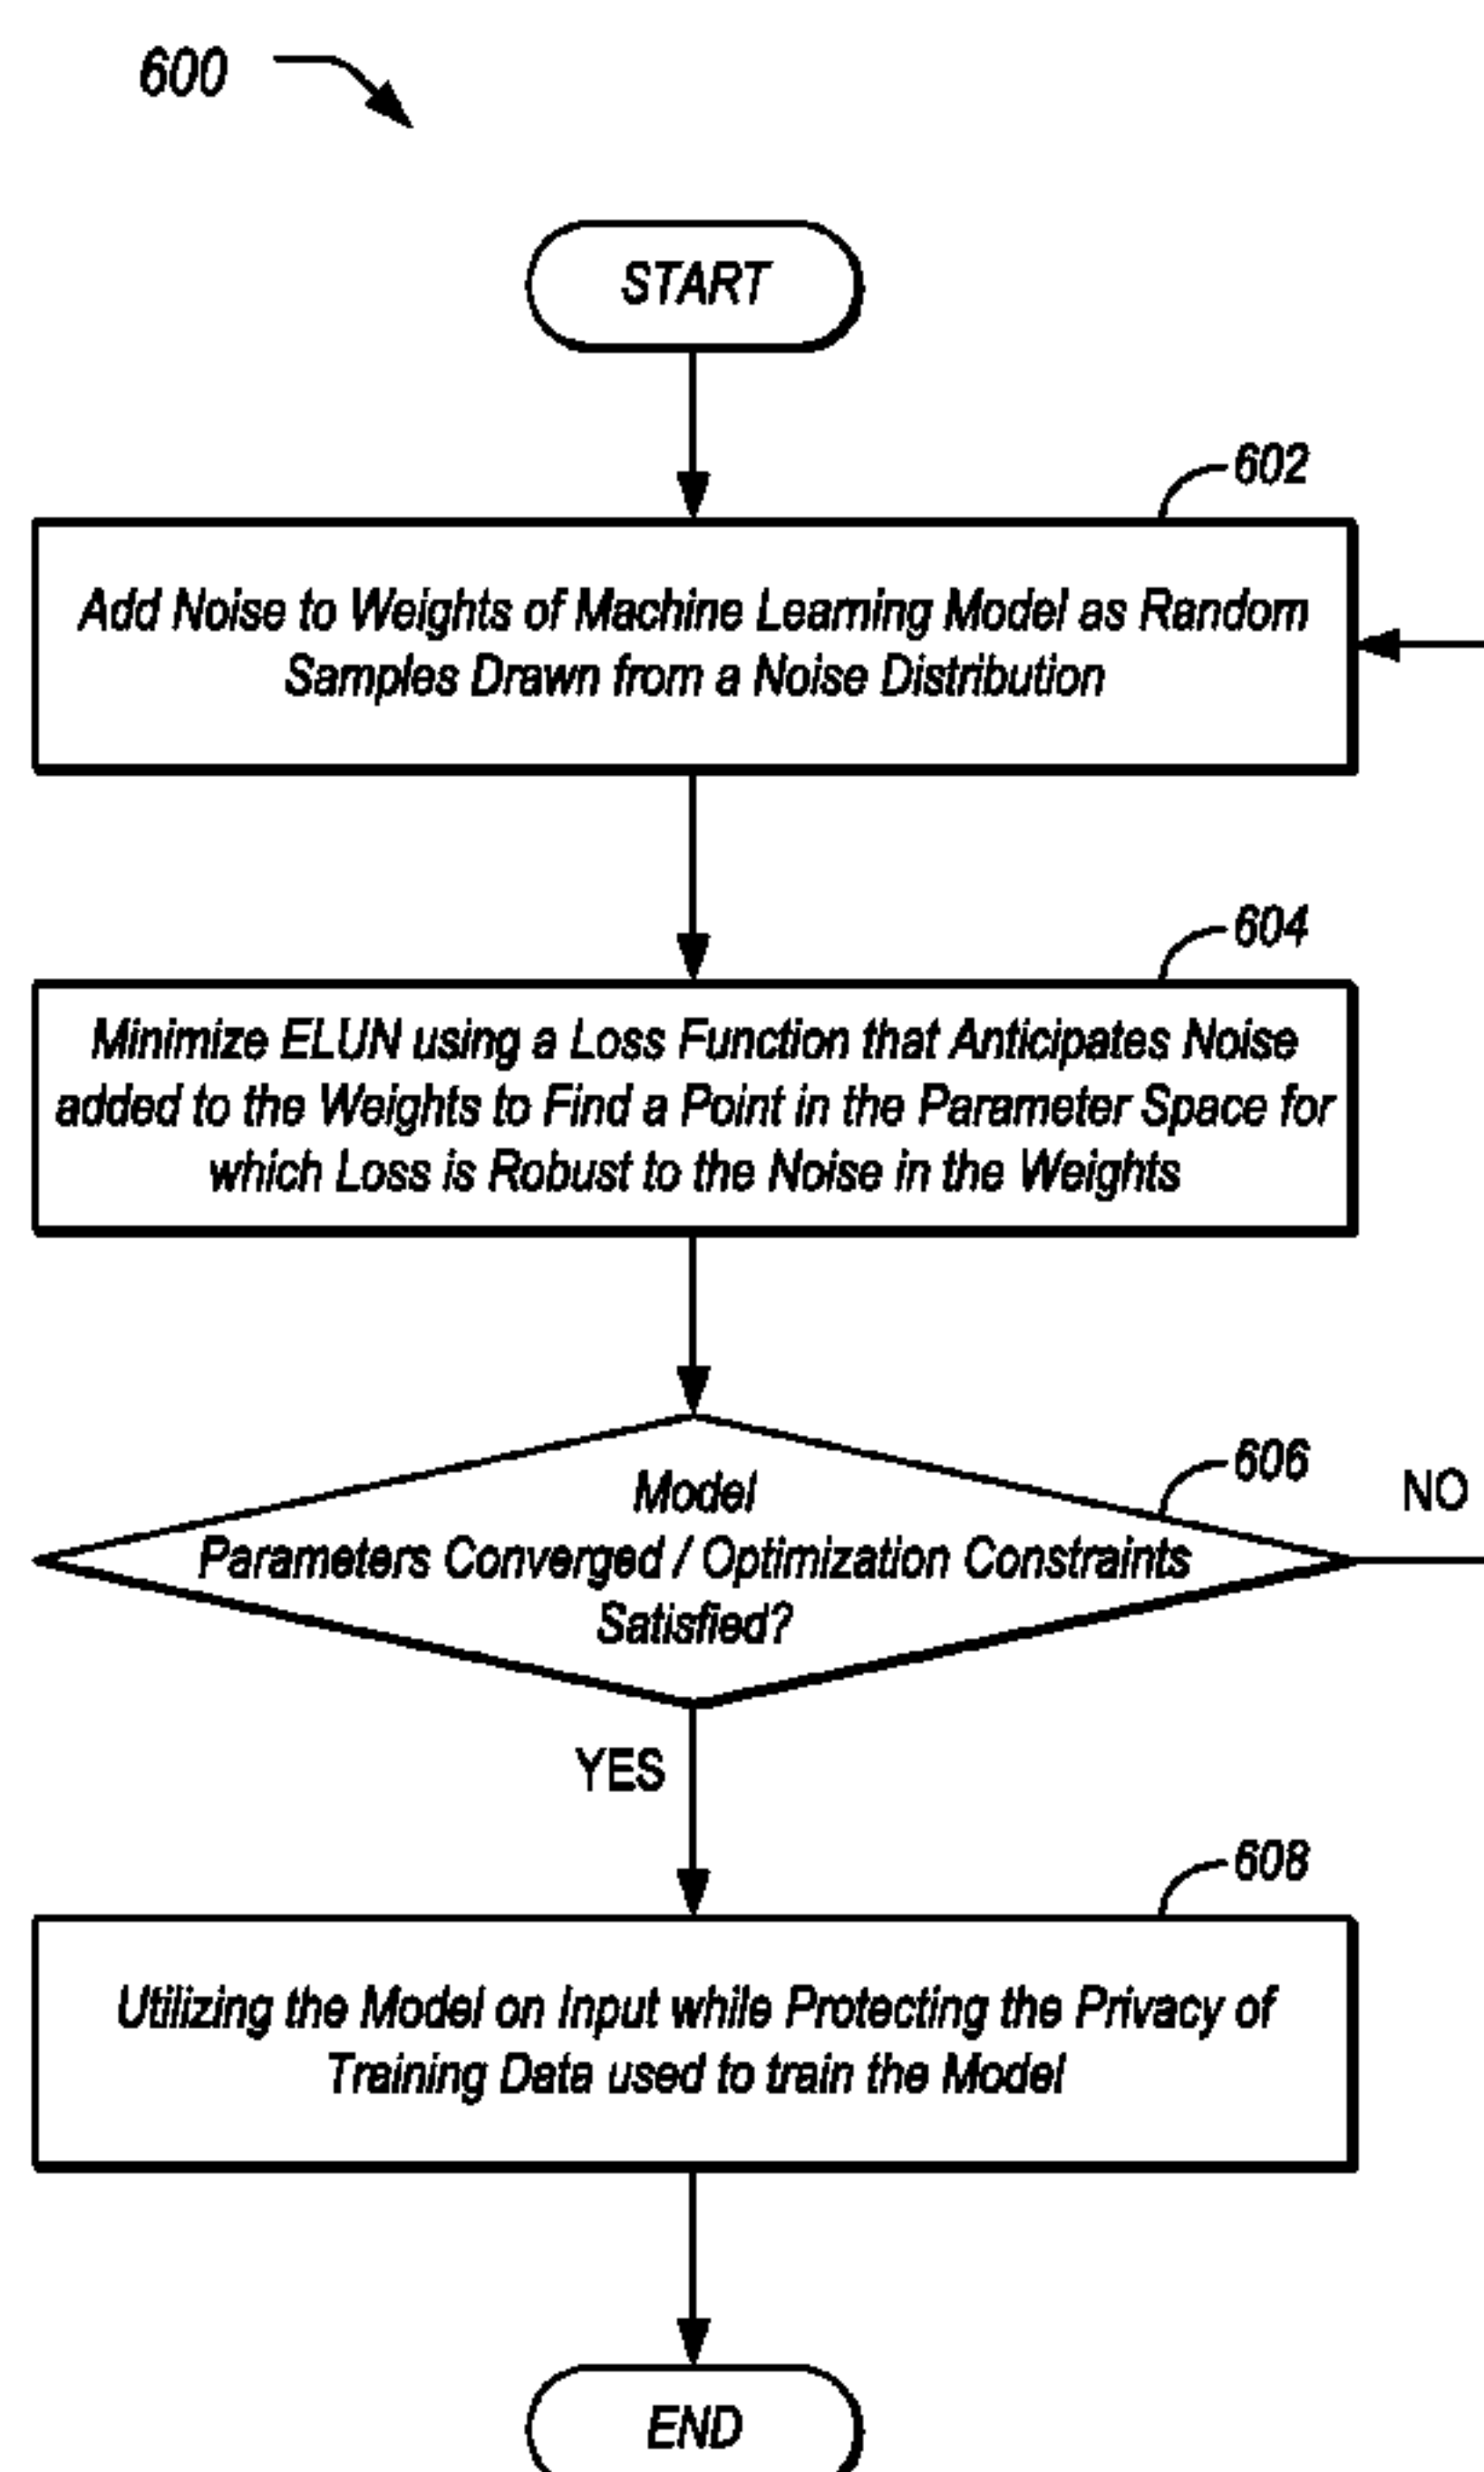 600
START
602
Add Noise to Weights of Machine Learning Model as Random
Samples Drawn from a Noise Distribution
604
Minimize ELUN using a Loss Function that Anticipates Noise
added to the Weights to Find a Point in the Parameter Space for
which Loss is Robust to the Noise in the Weights
606
NO
Model
Parameters Converged / Optimization Constraints
Satisfied?
YES
608
Utilizing the Model on Input while Protecting the Privacy of
Training Data used to train the Model
END